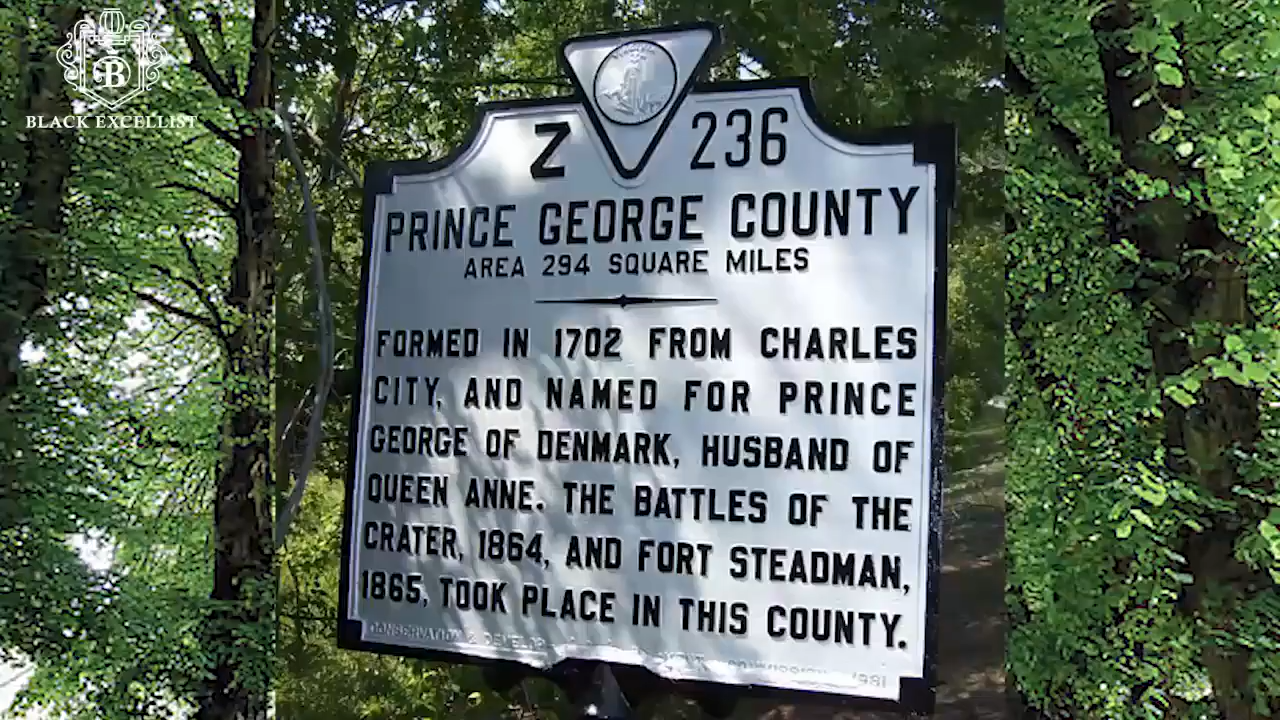 B
BLACK EXCELLIST
Z 236
PRINCE GEORGE COUNTY
AREA 294 SQUARE MILES
FORMED IN 1702 FROM CHARLES
CITY, AND NAMED FOR PRINCE
GEORGE OF DENMARK, HUSBAND OF
QUEEN ANNE. THE BATTLES OF THE
CRATER, 1864, AND FORT STEADMAN,
1865, TOOK PLACE IN THIS COUNTY.
CONSERVATION & 1981